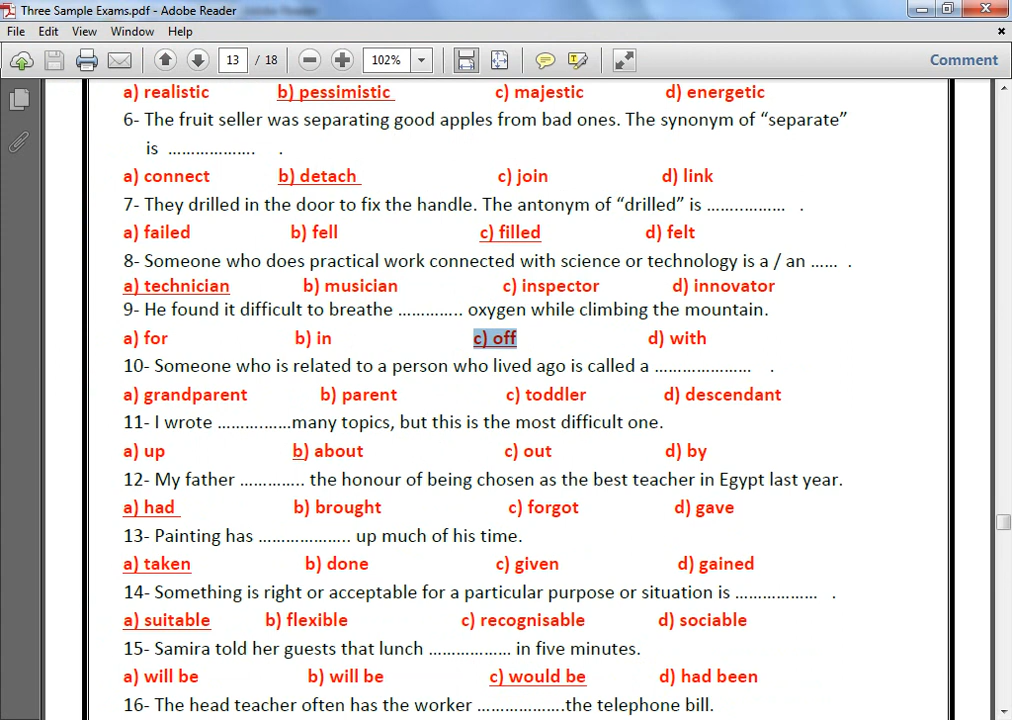 Three Sample Exams.pdf - Adobe Reader
File Edit View Window Help
13 / 18 102% Comment
a) realistic b) pessimistic c) majestic d) energetic
6- The fruit seller was separating good apples from bad ones. The synonym of “separate”
is ………………. .
a) connect b) detach c) join d) link
7- They drilled in the door to fix the handle. The antonym of “drilled” is ……..……… .
a) failed b) fell c) filled d) felt
8- Someone who does practical work connected with science or technology is a / an …… .
a) technician b) musician c) inspector d) innovator
9- He found it difficult to breathe ………….. oxygen while climbing the mountain.
a) for b) in c) off d) with
10- Someone who is related to a person who lived ago is called a ………………… .
a) grandparent b) parent c) toddler d) descendant
11- I wrote ……….……many topics, but this is the most difficult one.
a) up b) about c) out d) by
12- My father ………….. the honour of being chosen as the best teacher in Egypt last year.
a) had b) brought c) forgot d) gave
13- Painting has ……………….. up much of his time.
a) taken b) done c) given d) gained
14- Something is right or acceptable for a particular purpose or situation is ……………… .
a) suitable b) flexible c) recognisable d) sociable
15- Samira told her guests that lunch ……………… in five minutes.
a) will be b) will be c) would be d) had been
16- The head teacher often has the worker ……………….the telephone bill.